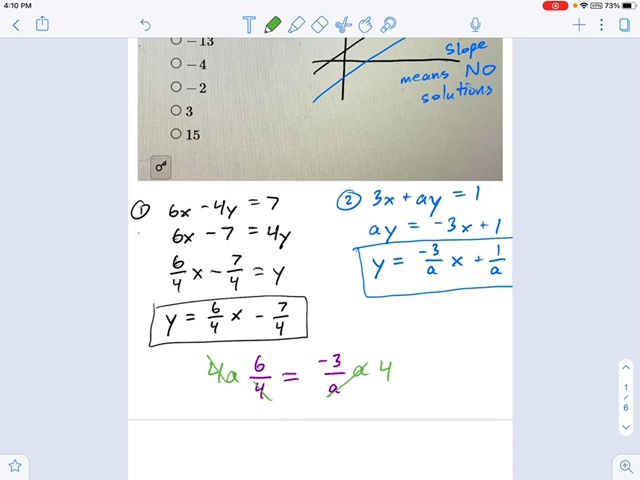 4:10 PM
73%
-13
-4
-2
3
15
slope
means NO
solutions
① 6x - 4y = 7
6x - 7 = 4y
6/4 x - 7/4 = y
y = 6/4 x - 7/4
② 3x + ay = 1
ay = -3x + 1
y = -3/a x + 1/a
4a 6/4 = -3/a a 4
1
/
6